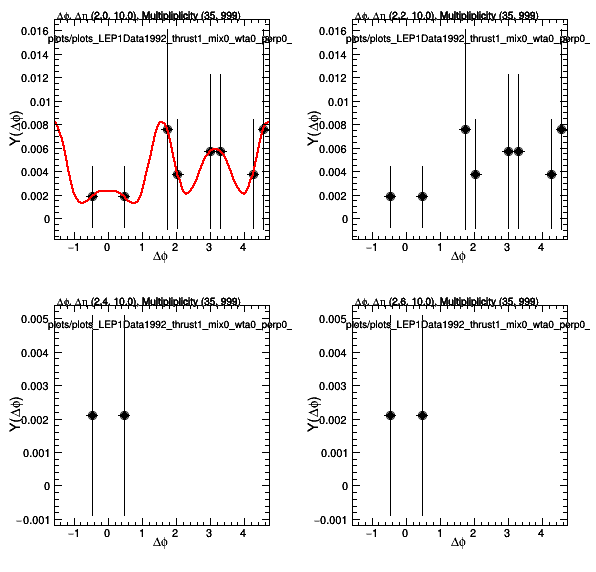 Δϕ, Δη (2.0, 10.0), Multipliplicity (35, 999)
plots/plots_LEP1Data1992_thrust1_mix0_wta0_perp0_
0.016
0.014
0.012
0.01
0.008
0.006
0.004
0.002
0
Y(Δϕ)
−1 0 1 2 3 4
Δϕ
Δϕ, Δη (2.2, 10.0), Multipliplicity (35, 999)
plots/plots_LEP1Data1992_thrust1_mix0_wta0_perp0_
0.016
0.014
0.012
0.01
0.008
0.006
0.004
0.002
0
Y(Δϕ)
−1 0 1 2 3 4
Δϕ
Δϕ, Δη (2.4, 10.0), Multipliplicity (35, 999)
plots/plots_LEP1Data1992_thrust1_mix0_wta0_perp0_
0.005
0.004
0.003
0.002
0.001
0
−0.001
Y(Δϕ)
−1 0 1 2 3 4
Δϕ
Δϕ, Δη (2.6, 10.0), Multipliplicity (35, 999)
plots/plots_LEP1Data1992_thrust1_mix0_wta0_perp0_
0.005
0.004
0.003
0.002
0.001
0
−0.001
Y(Δϕ)
−1 0 1 2 3 4
Δϕ